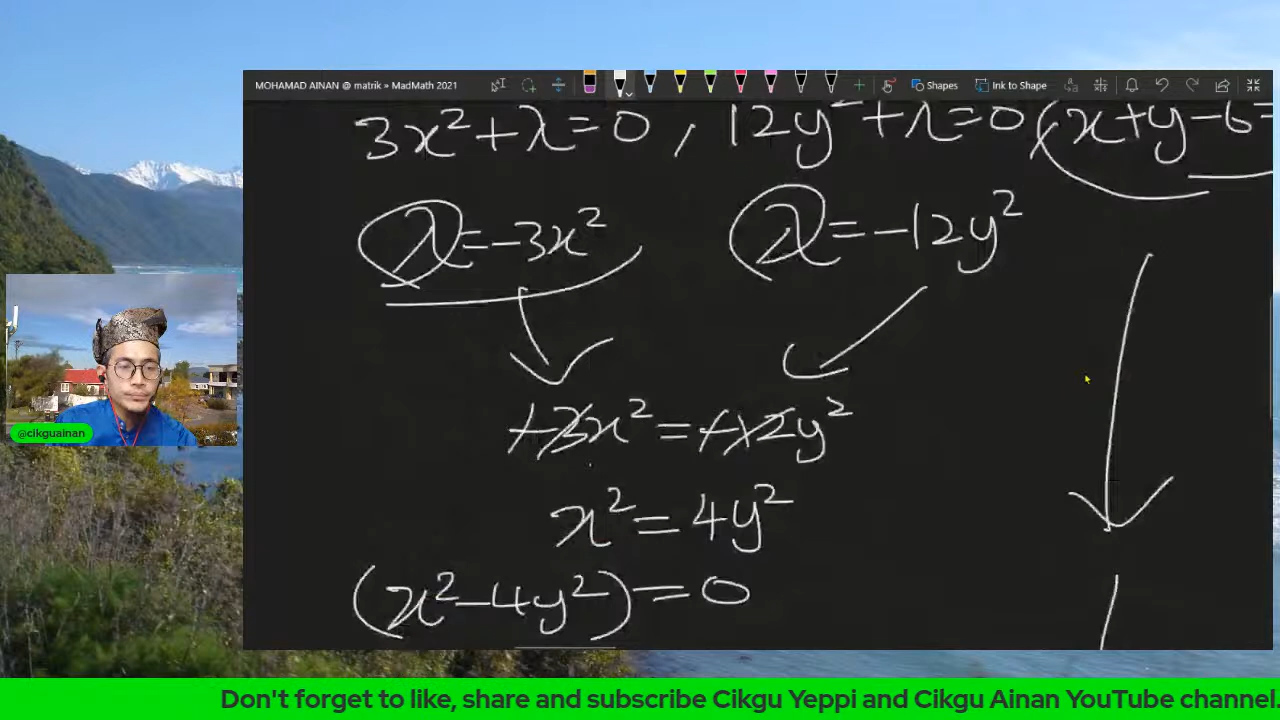 MOHAMAD AINAN @ matrik » MadMath 2021
Shapes
Ink to Shape
3x²+λ=0, 12y²+λ=0 (x+y-6=
λ=-3x²
λ=-12y²
-3x²=-12y²
x²=4y²
(x²-4y²)=0
@cikguainan
Don't forget to like, share and subscribe Cikgu Yeppi and Cikgu Ainan YouTube channel.